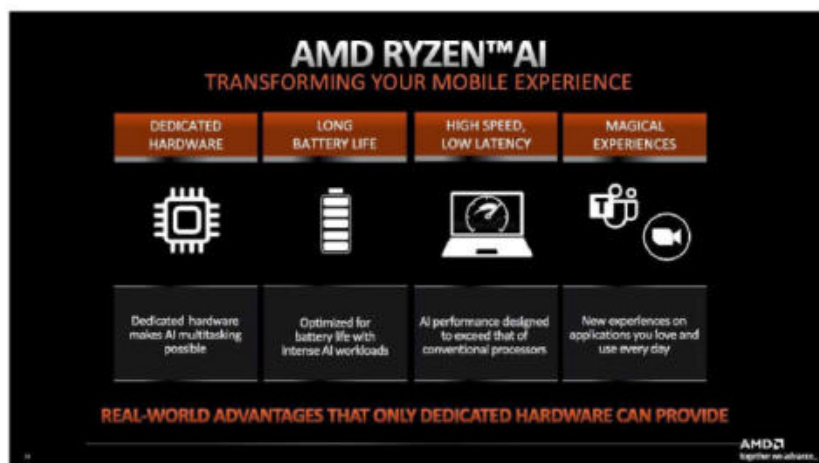 AMD RYZEN™AI
TRANSFORMING YOUR MOBILE EXPERIENCE
DEDICATED
HARDWARE
LONG
BATTERY LIFE
HIGH SPEED,
LOW LATENCY
MAGICAL
EXPERIENCES
T
Dedicated hardware
makes AI multitasking
possible
Optimized for
battery life with
intense AI workloads
AI performance designed
to exceed that of
conventional processors
New experiences on
applications you love and
use every day
REAL-WORLD ADVANTAGES THAT ONLY DEDICATED HARDWARE CAN PROVIDE
AMD
together we advance_